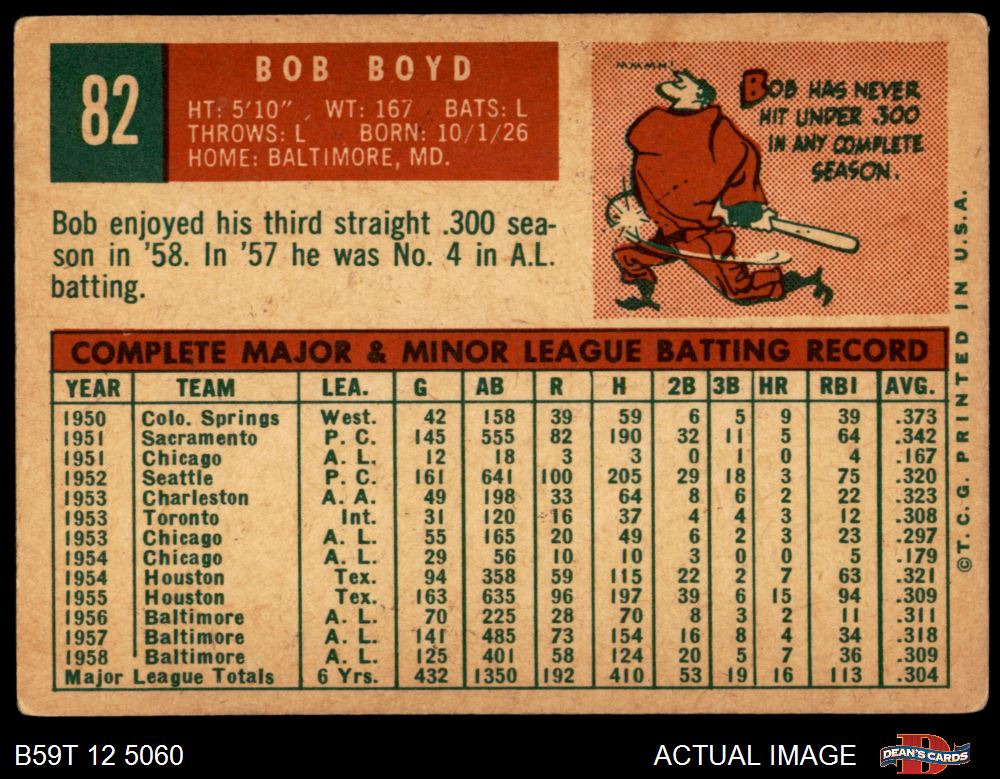 82
BOB BOYD
HT: 5'10" WT: 167 BATS: L
THROWS: L BORN: 10/1/26
HOME: BALTIMORE, MD.
MMMH!
BOB HAS NEVER
HIT UNDER .300
IN ANY COMPLETE
SEASON.
Bob enjoyed his third straight .300 sea-
son in '58. In '57 he was No. 4 in A.L.
batting.
COMPLETE MAJOR & MINOR LEAGUE BATTING RECORD
YEAR TEAM LEA. G AB R H 2B 3B HR RBI AVG.
1950 Colo. Springs West. 42 158 39 59 6 5 9 39 .373
1951 Sacramento P. C. 145 555 82 190 32 11 5 64 .342
1951 Chicago A. L. 12 18 3 3 0 1 0 4 .167
1952 Seattle P. C. 161 641 100 205 29 18 3 75 .320
1953 Charleston A. A. 49 198 33 64 8 6 2 22 .323
1953 Toronto Int. 31 120 16 37 4 4 3 12 .308
1953 Chicago A. L. 55 165 20 49 6 2 3 23 .297
1954 Chicago A. L. 29 56 10 10 3 0 0 5 .179
1954 Houston Tex. 94 358 59 115 22 2 7 63 .321
1955 Houston Tex. 163 635 96 197 39 6 15 94 .309
1956 Baltimore A. L. 70 225 28 70 8 3 2 11 .311
1957 Baltimore A. L. 141 485 73 154 16 8 4 34 .318
1958 Baltimore A. L. 125 401 58 124 20 5 7 36 .309
Major League Totals 6 Yrs. 432 1350 192 410 53 19 16 113 .304
© T. C. G. PRINTED IN U. S. A.
B59T 12 5060
ACTUAL IMAGE
DEAN'S CARDS